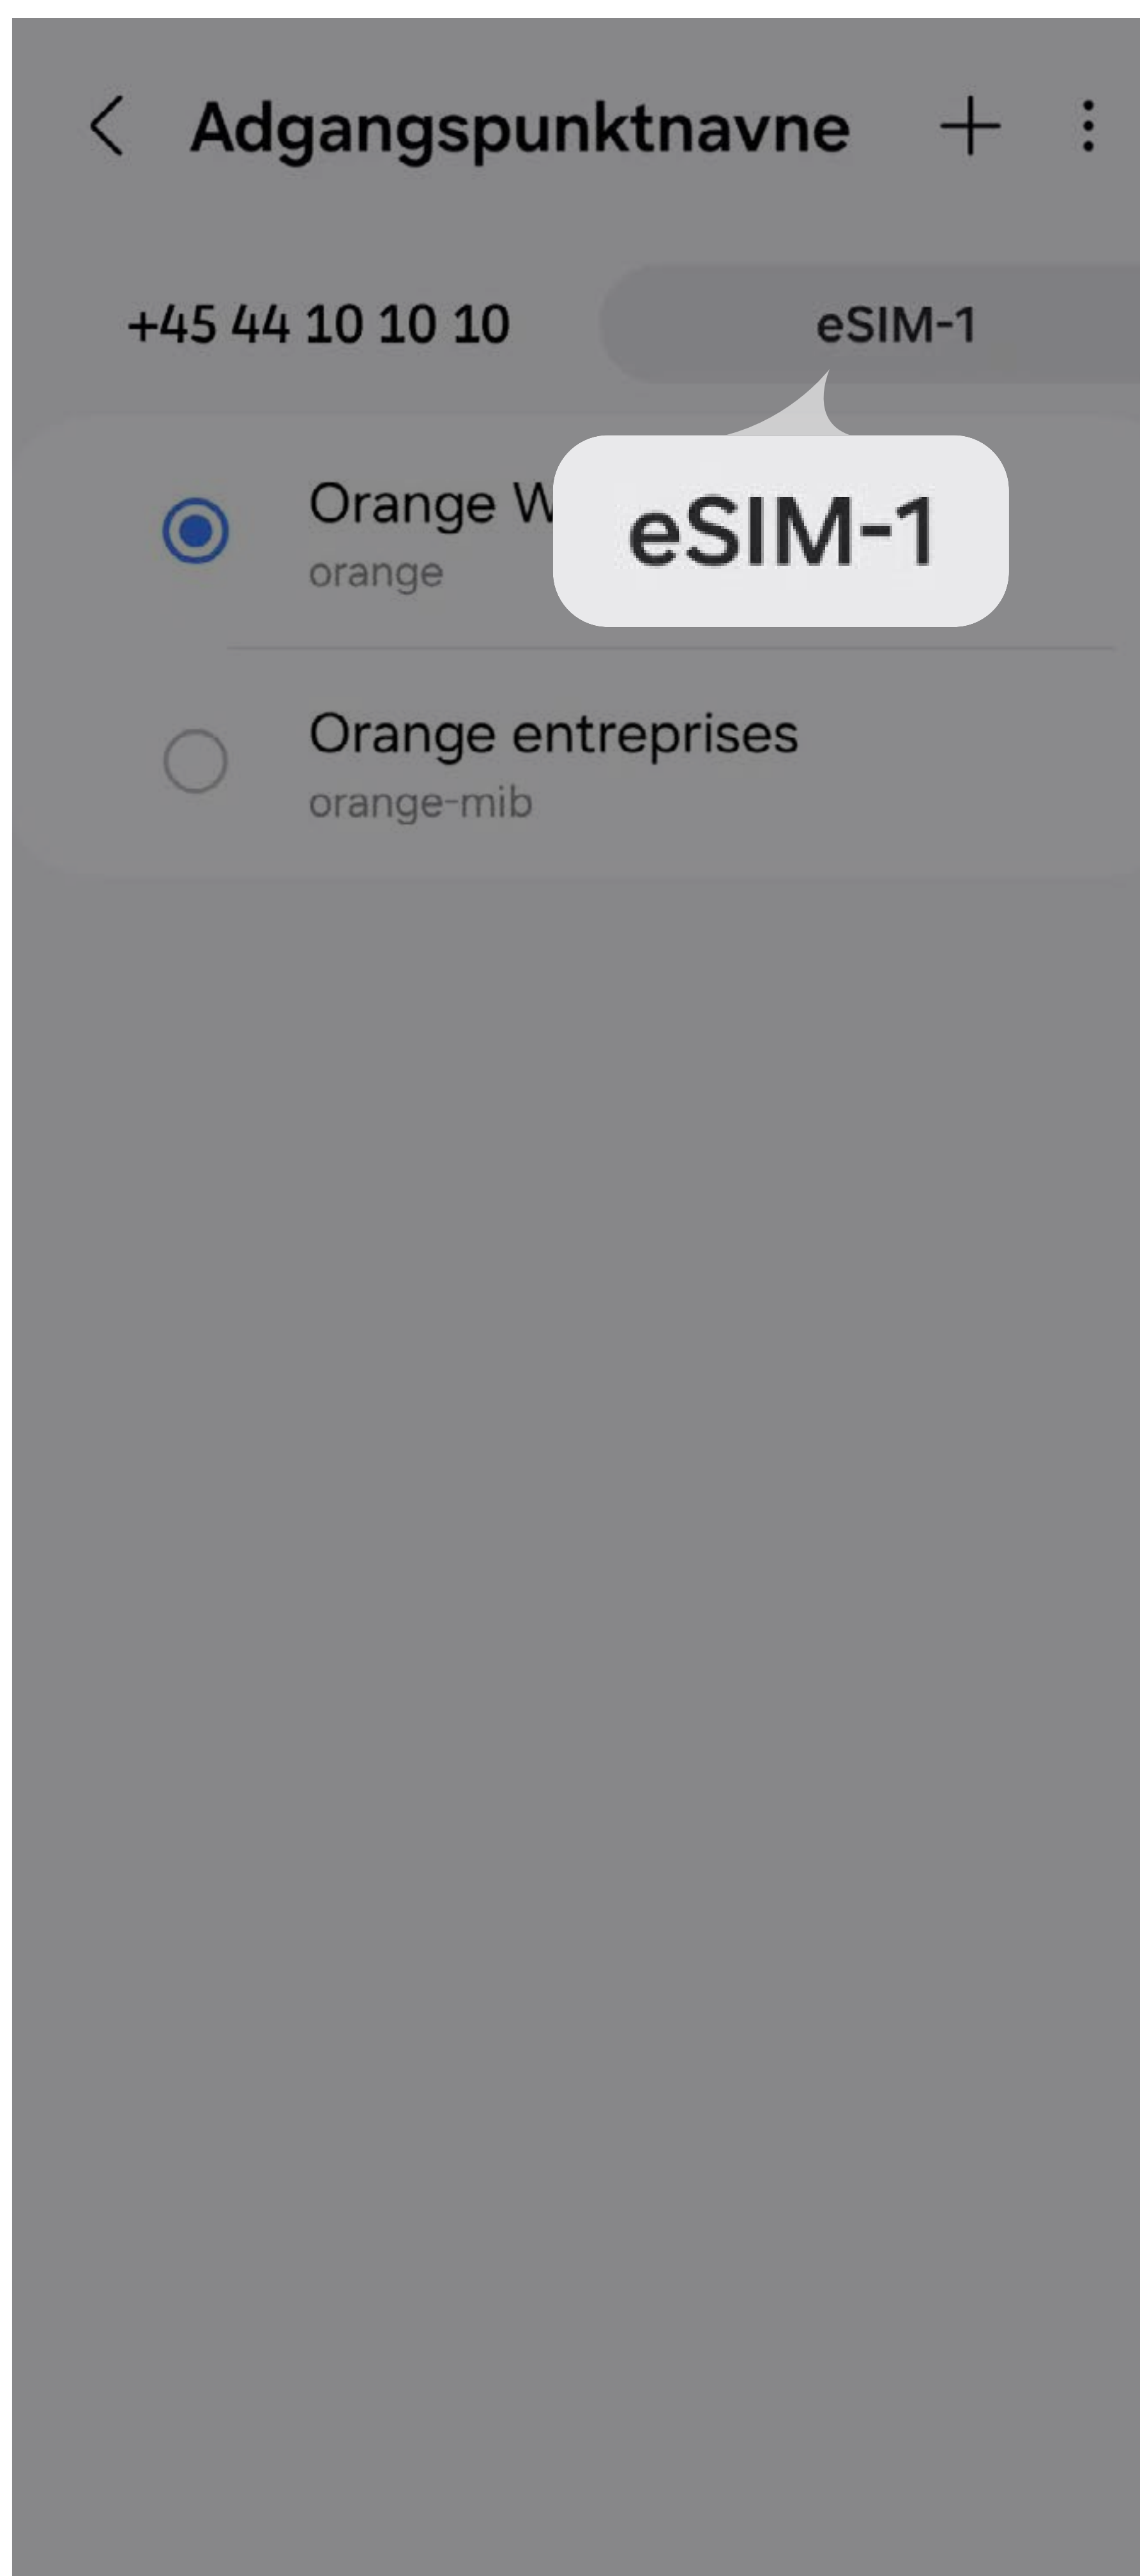 Adgangspunktnavne
+45 44 10 10 10
eSIM-1
Orange
orange
eSIM-1
Orange entreprises
orange-mib